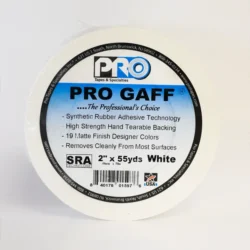 PRO
Tapes & Specialties
PRO GAFF
....The Professional's Choice
- Synthetic Rubber Adhesive Technology
- High Strength Hand Tearable Backing
- 19 Matte Finish Designer Colors
- Removes Cleanly From Most Surfaces
SRA 2" x 55yds White
USA